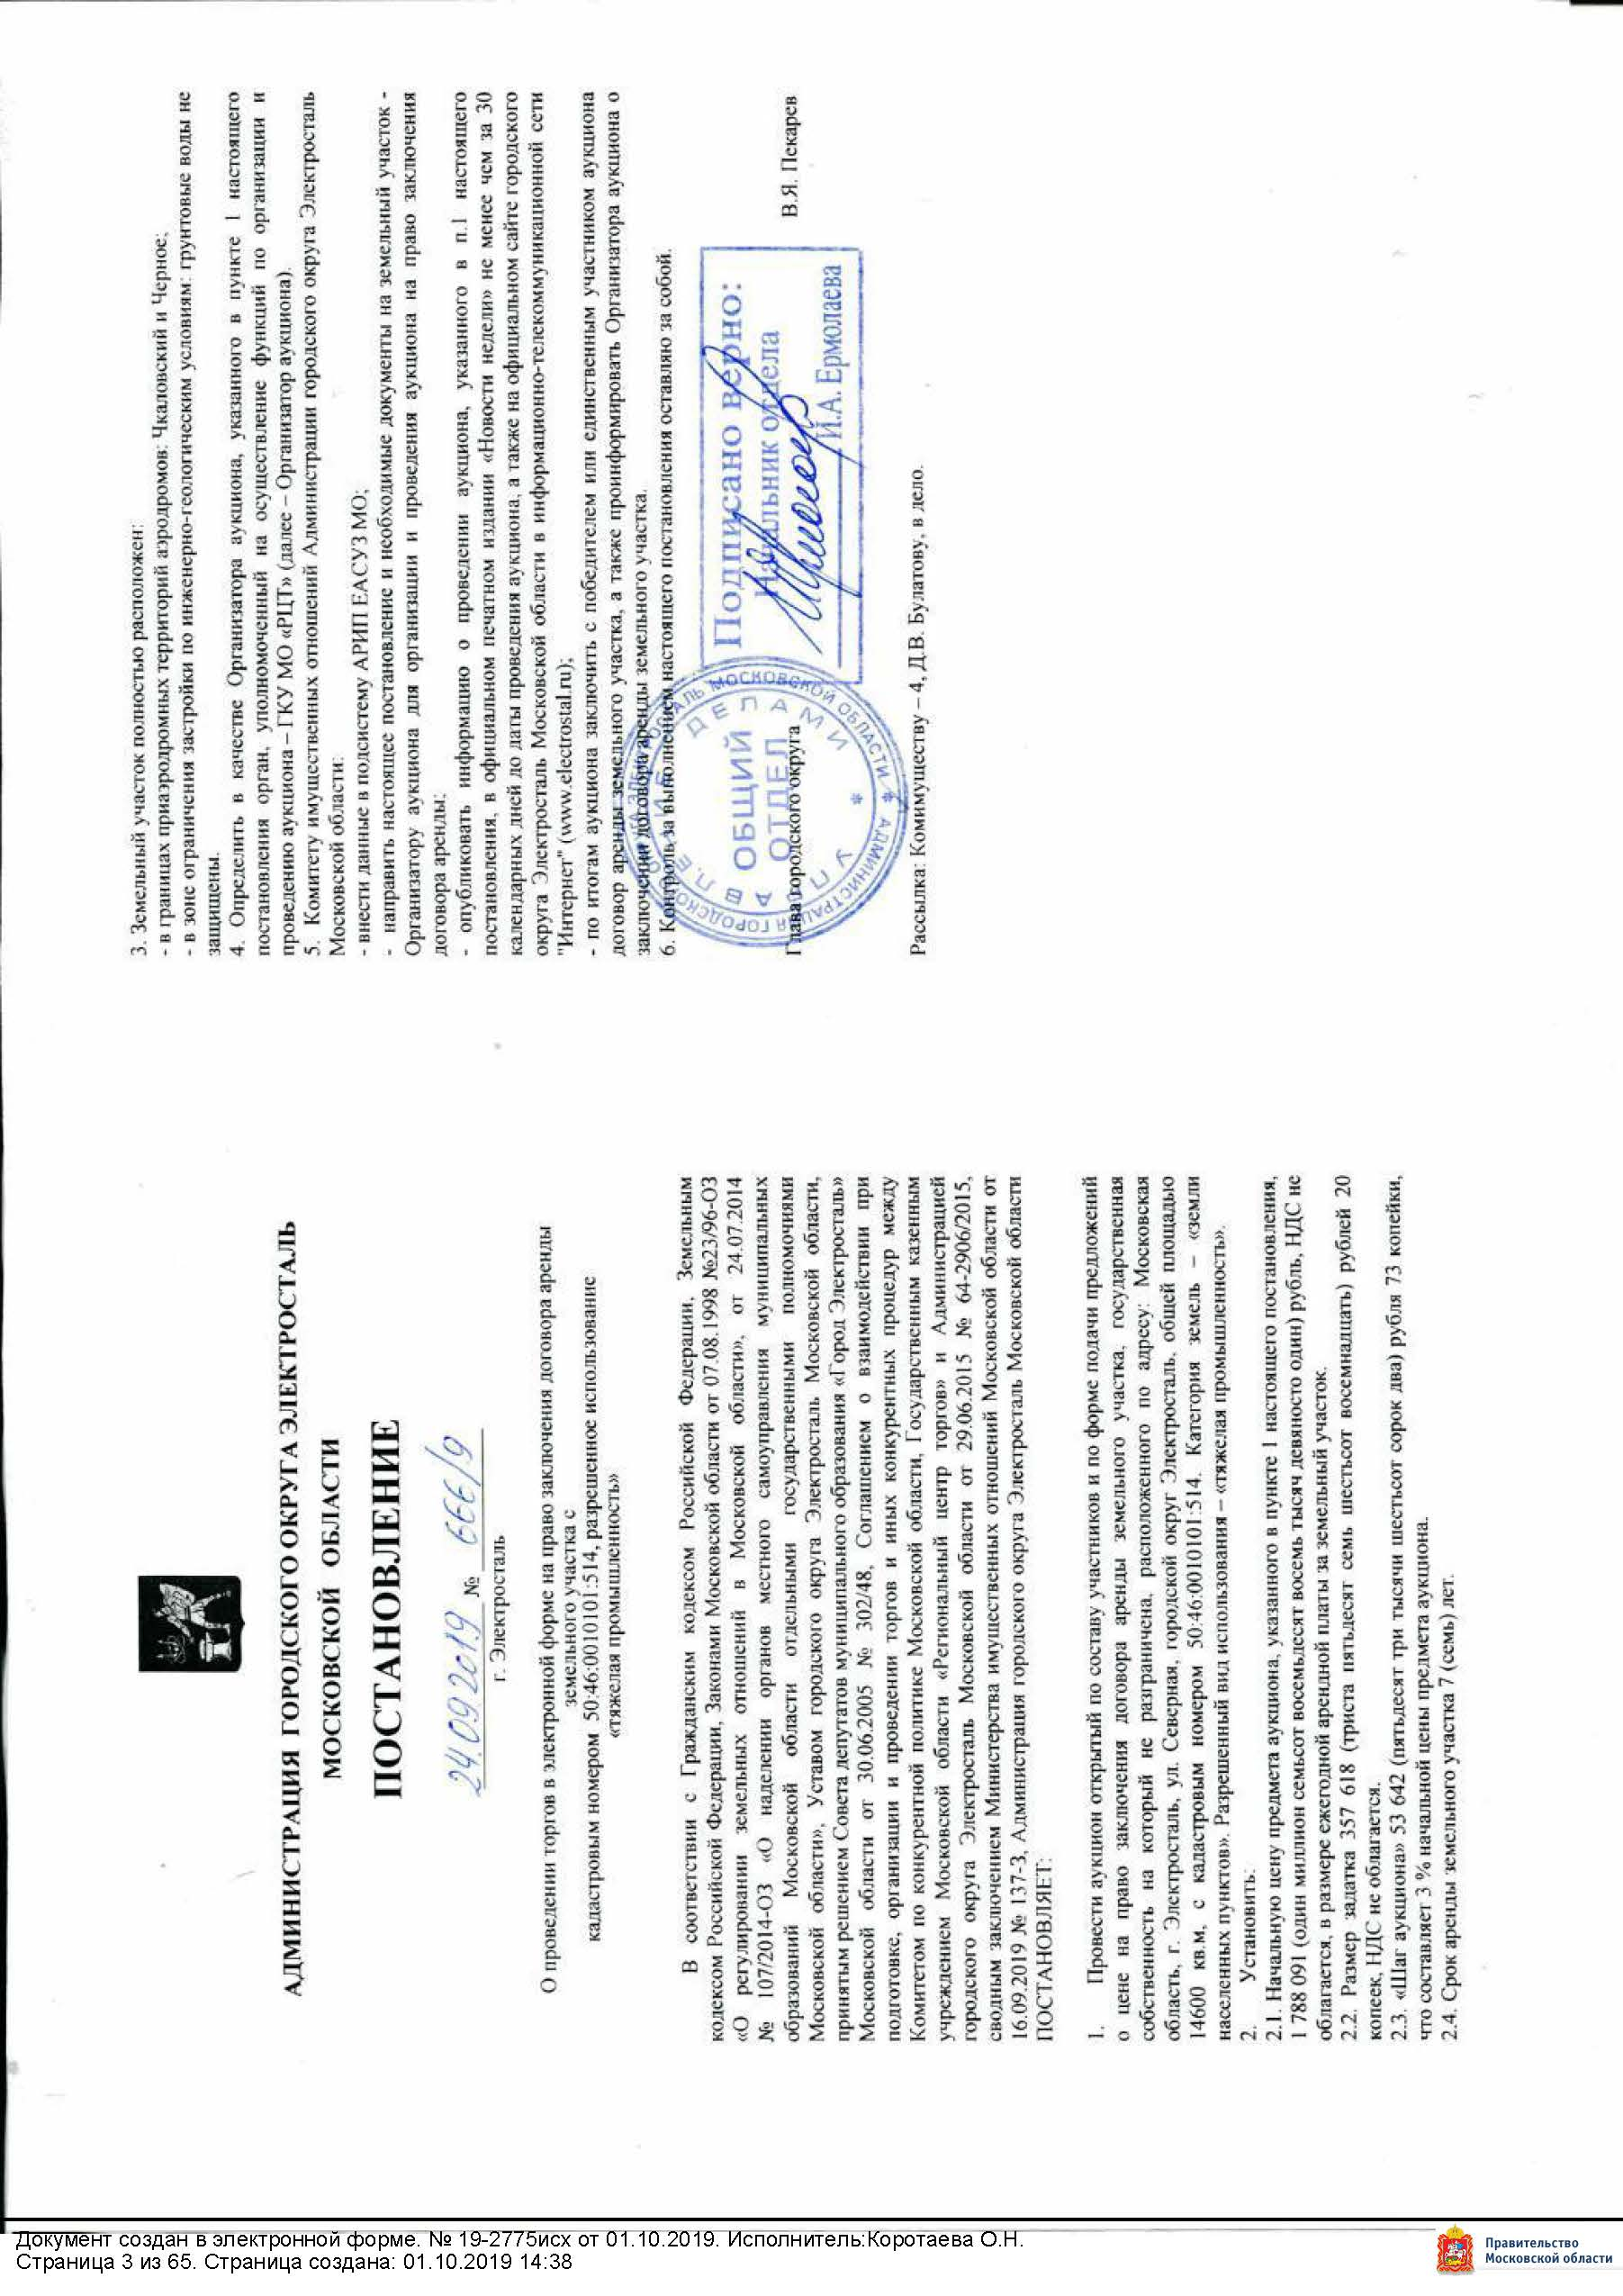 АДМИНИСТРАЦИЯ ГОРОДСКОГО ОКРУГА ЭЛЕКТРОСТАЛЬ
МОСКОВСКОЙ ОБЛАСТИ
ПОСТАНОВЛЕНИЕ
24.09.2019 № 666/9
г. Электросталь
О проведении торгов в электронной форме на право заключения договора аренды
земельного участка с
кадастровым номером 50:46:0010101:514, разрешенное использование
«тяжелая промышленность»
В соответствии с Гражданским кодексом Российской Федерации, Земельным
кодексом Российской Федерации, Законами Московской области от 07.08.1998 №23/96-ОЗ
«О регулировании земельных отношений в Московской области», от 24.07.2014
№ 107/2014-ОЗ «О наделении органов местного самоуправления муниципальных
образований Московской области отдельными государственными полномочиями
Московской области», Уставом городского округа Электросталь Московской области,
принятым решением Совета депутатов муниципального образования «Город Электросталь»
Московской области от 30.06.2005 № 302/48, Соглашением о взаимодействии при
подготовке, организации и проведении торгов и иных конкурентных процедур между
Комитетом по конкурентной политике Московской области, Государственным казенным
учреждением Московской области «Региональный центр торгов» и Администрацией
городского округа Электросталь Московской области от 29.06.2015 № 64-2906/2015,
сводным заключением Министерства имущественных отношений Московской области от
16.09.2019 № 137-З, Администрация городского округа Электросталь Московской области
ПОСТАНОВЛЯЕТ:
1. Провести аукцион открытый по составу участников и по форме подачи предложений
о цене на право заключения договора аренды земельного участка, государственная
собственность на который не разграничена, расположенного по адресу: Московская
область, г. Электросталь, ул. Северная, городской округ Электросталь, общей площадью
14600 кв.м, с кадастровым номером 50:46:0010101:514. Категория земель – «земли
населенных пунктов». Разрешенный вид использования – «тяжелая промышленность».
2. Установить:
2.1. Начальную цену предмета аукциона, указанного в пункте 1 настоящего постановления,
1 788 091 (один миллион семьсот восемьдесят восемь тысяч девяносто один) рубль, НДС не
облагается, в размере ежегодной арендной платы за земельный участок.
2.2. Размер задатка 357 618 (триста пятьдесят семь шестьсот восемнадцать) рублей 20
копеек, НДС не облагается.
2.3. «Шаг аукциона» 53 642 (пятьдесят три тысячи шестьсот сорок два) рубля 73 копейки,
что составляет 3 % начальной цены предмета аукциона.
2.4. Срок аренды земельного участка 7 (семь) лет.
3. Земельный участок полностью расположен:
- в границах приаэродромных территорий аэродромов: Чкаловский и Черное;
- в зоне ограничения застройки по инженерно-геологическим условиям: грунтовые воды не
защищены.
4. Определить в качестве Организатора аукциона, указанного в пункте 1 настоящего
постановления орган, уполномоченный на осуществление функций по организации и
проведению аукциона – ГКУ МО «РЦТ» (далее – Организатор аукциона).
5. Комитету имущественных отношений Администрации городского округа Электросталь
Московской области:
- внести данные в подсистему АРИП ЕАСУЗ МО;
- направить настоящее постановление и необходимые документы на земельный участок -
Организатору аукциона для организации и проведения аукциона на право заключения
договора аренды;
- опубликовать информацию о проведении аукциона, указанного в п.1 настоящего
постановления, в официальном печатном издании «Новости недели» не менее чем за 30
календарных дней до даты проведения аукциона, а также на официальном сайте городского
округа Электросталь Московской области в информационно-телекоммуникационной сети
"Интернет" (www.electrostal.ru);
- по итогам аукциона заключить с победителем или единственным участником аукциона
договор аренды земельного участка, а также проинформировать Организатора аукциона о
заключении договора аренды земельного участка.
6. Контроль за выполнением настоящего постановления оставляю за собой.
Глава городского округа В.Я. Пекарев
Подписано верно:
Начальник отдела
И.А. Ермолаева
ОБЩИЙ
ОТДЕЛ
УПРАВЛЕНИЕ ДЕЛАМИ
Рассылка: Комимуществу – 4, Д.В. Булатову, в дело.
Документ создан в электронной форме. № 19-2775исх от 01.10.2019. Исполнитель:Коротаева О.Н.
Страница 3 из 65. Страница создана: 01.10.2019 14:38
Правительство
Московской области